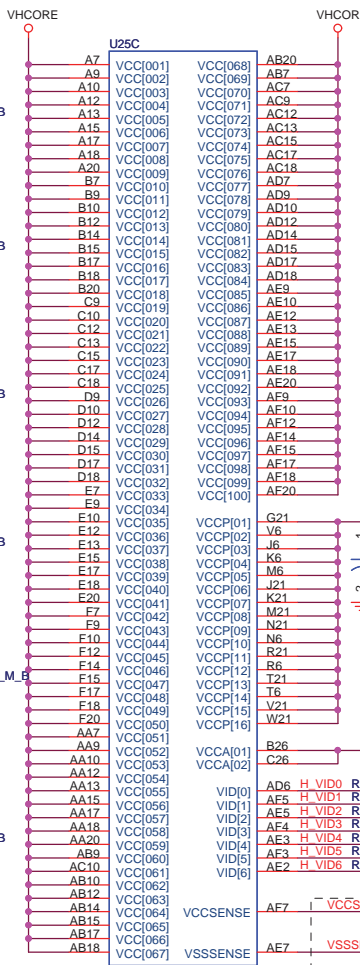 VHCORE VHCOR
U25C
A7 VCC[001] VCC[068] AB20
A9 VCC[002] VCC[069] AB7
A10 VCC[003] VCC[070] AC7
A12 VCC[004] VCC[071] AC9
B A13 VCC[005] VCC[072] AC12
A15 VCC[006] VCC[073] AC13
A17 VCC[007] VCC[074] AC15
A18 VCC[008] VCC[075] AC17
A20 VCC[009] VCC[076] AC18
B7 VCC[010] VCC[077] AD7
B9 VCC[011] VCC[078] AD9
B10 VCC[012] VCC[079] AD10
B12 VCC[013] VCC[080] AD12
B B14 VCC[014] VCC[081] AD14
B15 VCC[015] VCC[082] AD15
B17 VCC[016] VCC[083] AD17
B18 VCC[017] VCC[084] AD18
B20 VCC[018] VCC[085] AE9
C9 VCC[019] VCC[086] AE10
C10 VCC[020] VCC[087] AE12
C12 VCC[021] VCC[088] AE13
C13 VCC[022] VCC[089] AE15
C15 VCC[023] VCC[090] AE17
C17 VCC[024] VCC[091] AE18
C18 VCC[025] VCC[092] AE20
B D9 VCC[026] VCC[093] AF9
D10 VCC[027] VCC[094] AF10
D12 VCC[028] VCC[095] AF12
D14 VCC[029] VCC[096] AF14
D15 VCC[030] VCC[097] AF15
D17 VCC[031] VCC[098] AF17
D18 VCC[032] VCC[099] AF18
E7 VCC[033] VCC[100] AF20
E9 VCC[034]
E10 VCC[035] VCCP[01] G21
E12 VCC[036] VCCP[02] V6
B E13 VCC[037] VCCP[03] J6 1
E15 VCC[038] VCCP[04] K6
E17 VCC[039] VCCP[05] M6
E18 VCC[040] VCCP[06] J21
E20 VCC[041] VCCP[07] K21 2
F7 VCC[042] VCCP[08] M21
F9 VCC[043] VCCP[09] N21
F10 VCC[044] VCCP[10] N6
F12 VCC[045] VCCP[11] R21
F14 VCC[046] VCCP[12] R6
_M_B F15 VCC[047] VCCP[13] T21
F17 VCC[048] VCCP[14] T6
F18 VCC[049] VCCP[15] V21
F20 VCC[050] VCCP[16] W21
AA7 VCC[051]
AA9 VCC[052] VCCA[01] B26
AA10 VCC[053] VCCA[02] C26
AA12 VCC[054]
AA13 VCC[055] VID[0] AD6 H_VID0 R
AA15 VCC[056] VID[1] AF5 H_VID1 R
AA17 VCC[057] VID[2] AE5 H_VID2 R
AA18 VCC[058] VID[3] AF4 H_VID3 R
B AA20 VCC[059] VID[4] AE3 H_VID4 R
AB9 VCC[060] VID[5] AF3 H_VID5 R
AC10 VCC[061] VID[6] AE2 H_VID6 R
AB10 VCC[062]
AB12 VCC[063]
AB14 VCC[064] VCCSENSE AF7 VCCS
AB15 VCC[065]
AB17 VCC[066]
AB18 VCC[067] VSSSENSE AE7 VSSS